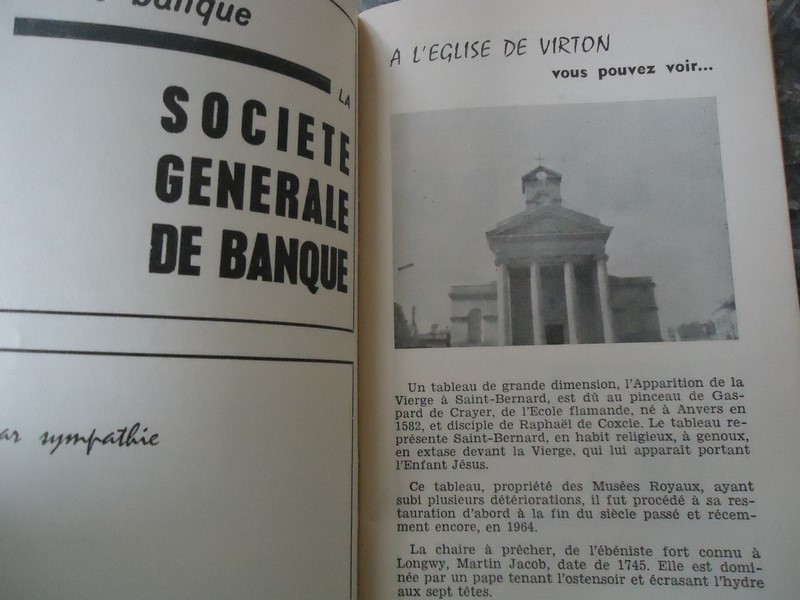 banque
LA
SOCIETE
GENERALE
DE BANQUE
sympathie
A L'EGLISE DE VIRTON
vous pouvez voir...
Un tableau de grande dimension, l'Apparition de la
Vierge à Saint-Bernard, est dû au pinceau de Gas-
pard de Crayer, de l'Ecole flamande, né à Anvers en
1582, et disciple de Raphaël de Coxcie. Le tableau re-
présente Saint-Bernard, en habit religieux, à genoux,
en extase devant la Vierge, qui lui apparaît portant
l'Enfant Jésus.
Ce tableau, propriété des Musées Royaux, ayant
subi plusieurs détériorations, il fut procédé à sa res-
tauration d'abord à la fin du siècle passé et récem-
ment encore, en 1964.
La chaire à prêcher, de l'ébéniste fort connu à
Longwy, Martin Jacob, date de 1745. Elle est domi-
née par un pape tenant l'ostensoir et écrasant l'hydre
aux sept têtes.